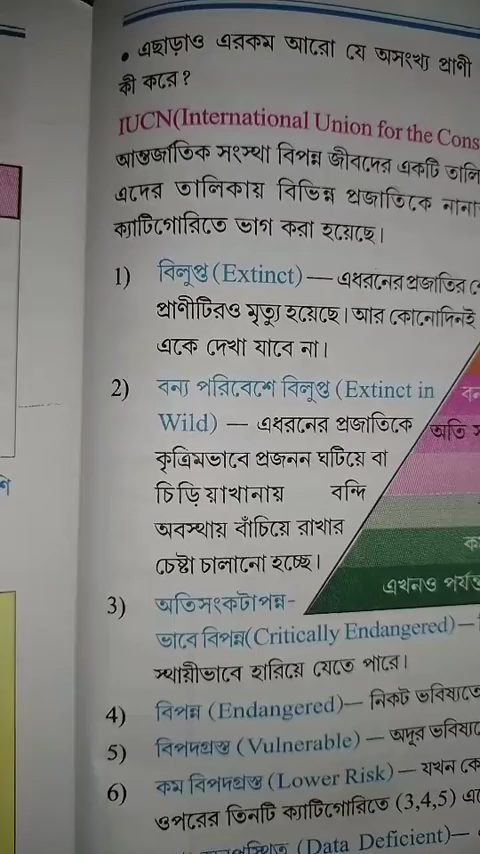 • এছাড়াও এরকম আরো যে অসংখ্য প্রাণী
কী করে?
IUCN(International Union for the Cons
আন্তর্জাতিক সংস্থা বিপন্ন জীবদের একটি তালি
এদের তালিকায় বিভিন্ন প্রজাতিকে নানা
ক্যাটিগোরিতে ভাগ করা হয়েছে।
1) বিলুপ্ত (Extinct) — এধরনের প্রজাতির
প্রাণীটিরও মৃত্যু হয়েছে। আর কোনোদিনই
একে দেখা যাবে না।
2) বন্য পরিবেশে বিলুপ্ত (Extinct in
Wild) — এধরনের প্রজাতিকে
কৃত্রিমভাবে প্রজনন ঘটিয়ে বা
চিড়িয়াখানায় বন্দি
অবস্থায় বাঁচিয়ে রাখার
চেষ্টা চালানো হচ্ছে।
বন
অতি স
ক
এখনও পর্যন্ত
3) অতিসংকটাপন্ন-
ভাবে বিপন্ন(Critically Endangered)—
স্থায়ীভাবে হারিয়ে যেতে পারে।
4) বিপন্ন (Endangered)— নিকট ভবিষ্যতে
5) বিপদগ্রস্ত (Vulnerable) — অদূর ভবিষ্য
6) কম বিপদগ্রস্ত (Lower Risk) — যখন কো
ওপরের তিনটি ক্যাটিগোরিতে (3,4,5) এ
(Data Deficient)—